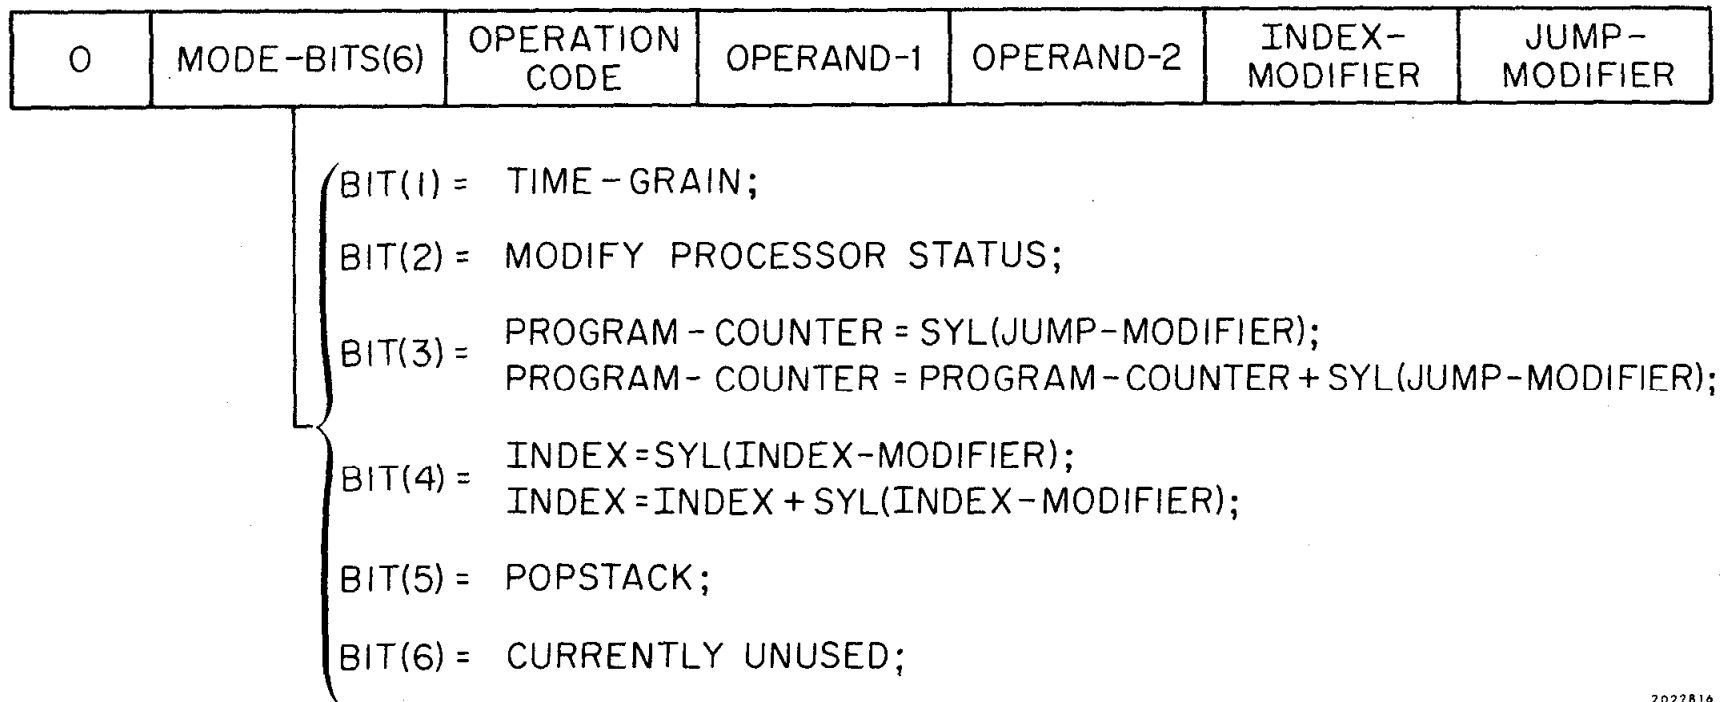 0 MODE-BITS(6) OPERATION CODE OPERAND-1 OPERAND-2 INDEX-MODIFIER JUMP-MODIFIER
BIT(1) = TIME-GRAIN;
BIT(2) = MODIFY PROCESSOR STATUS;
BIT(3) = PROGRAM-COUNTER = SYL(JUMP-MODIFIER);
PROGRAM-COUNTER = PROGRAM-COUNTER + SYL(JUMP-MODIFIER);
BIT(4) = INDEX = SYL(INDEX-MODIFIER);
INDEX = INDEX + SYL(INDEX-MODIFIER);
BIT(5) = POPSTACK;
BIT(6) = CURRENTLY UNUSED;
2022816